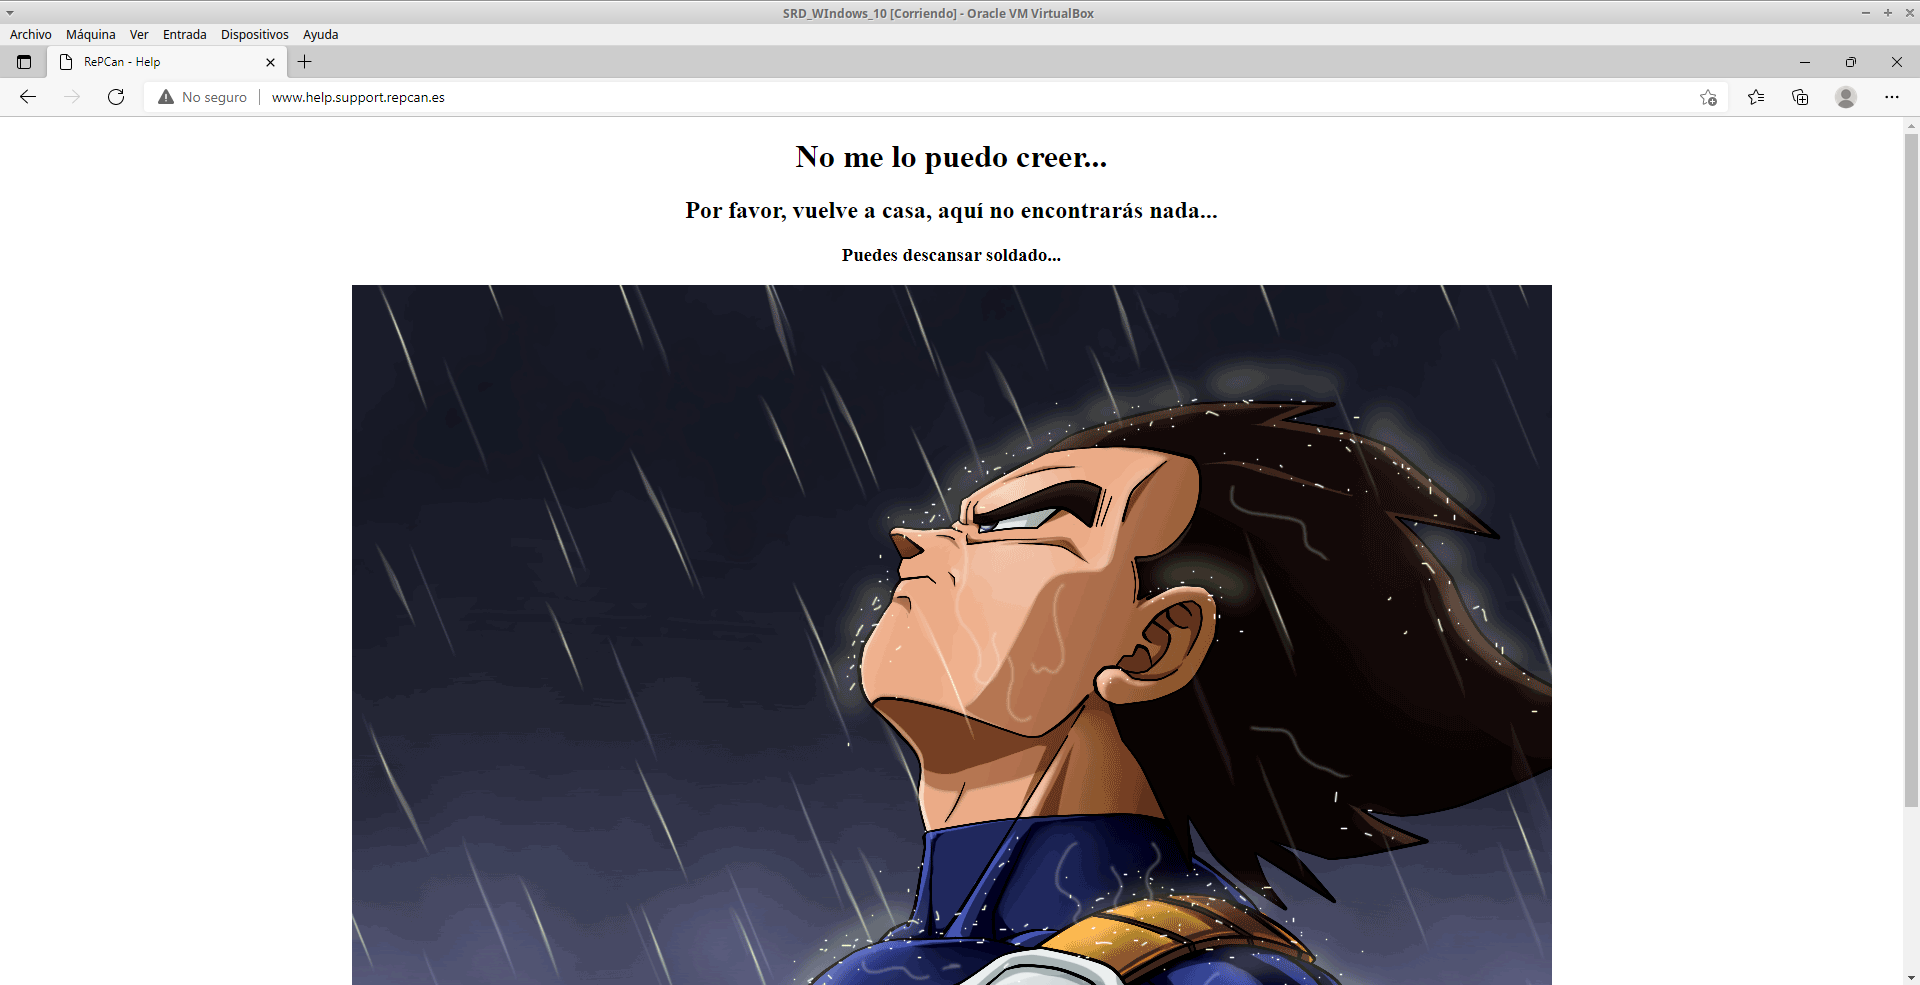 SRD_WIndows_10 [Corriendo] - Oracle VM VirtualBox
Archivo Máquina Ver Entrada Dispositivos Ayuda
RePCan - Help
No seguro www.help.support.repcan.es
No me lo puedo creer...
Por favor, vuelve a casa, aquí no encontrarás nada...
Puedes descansar soldado...